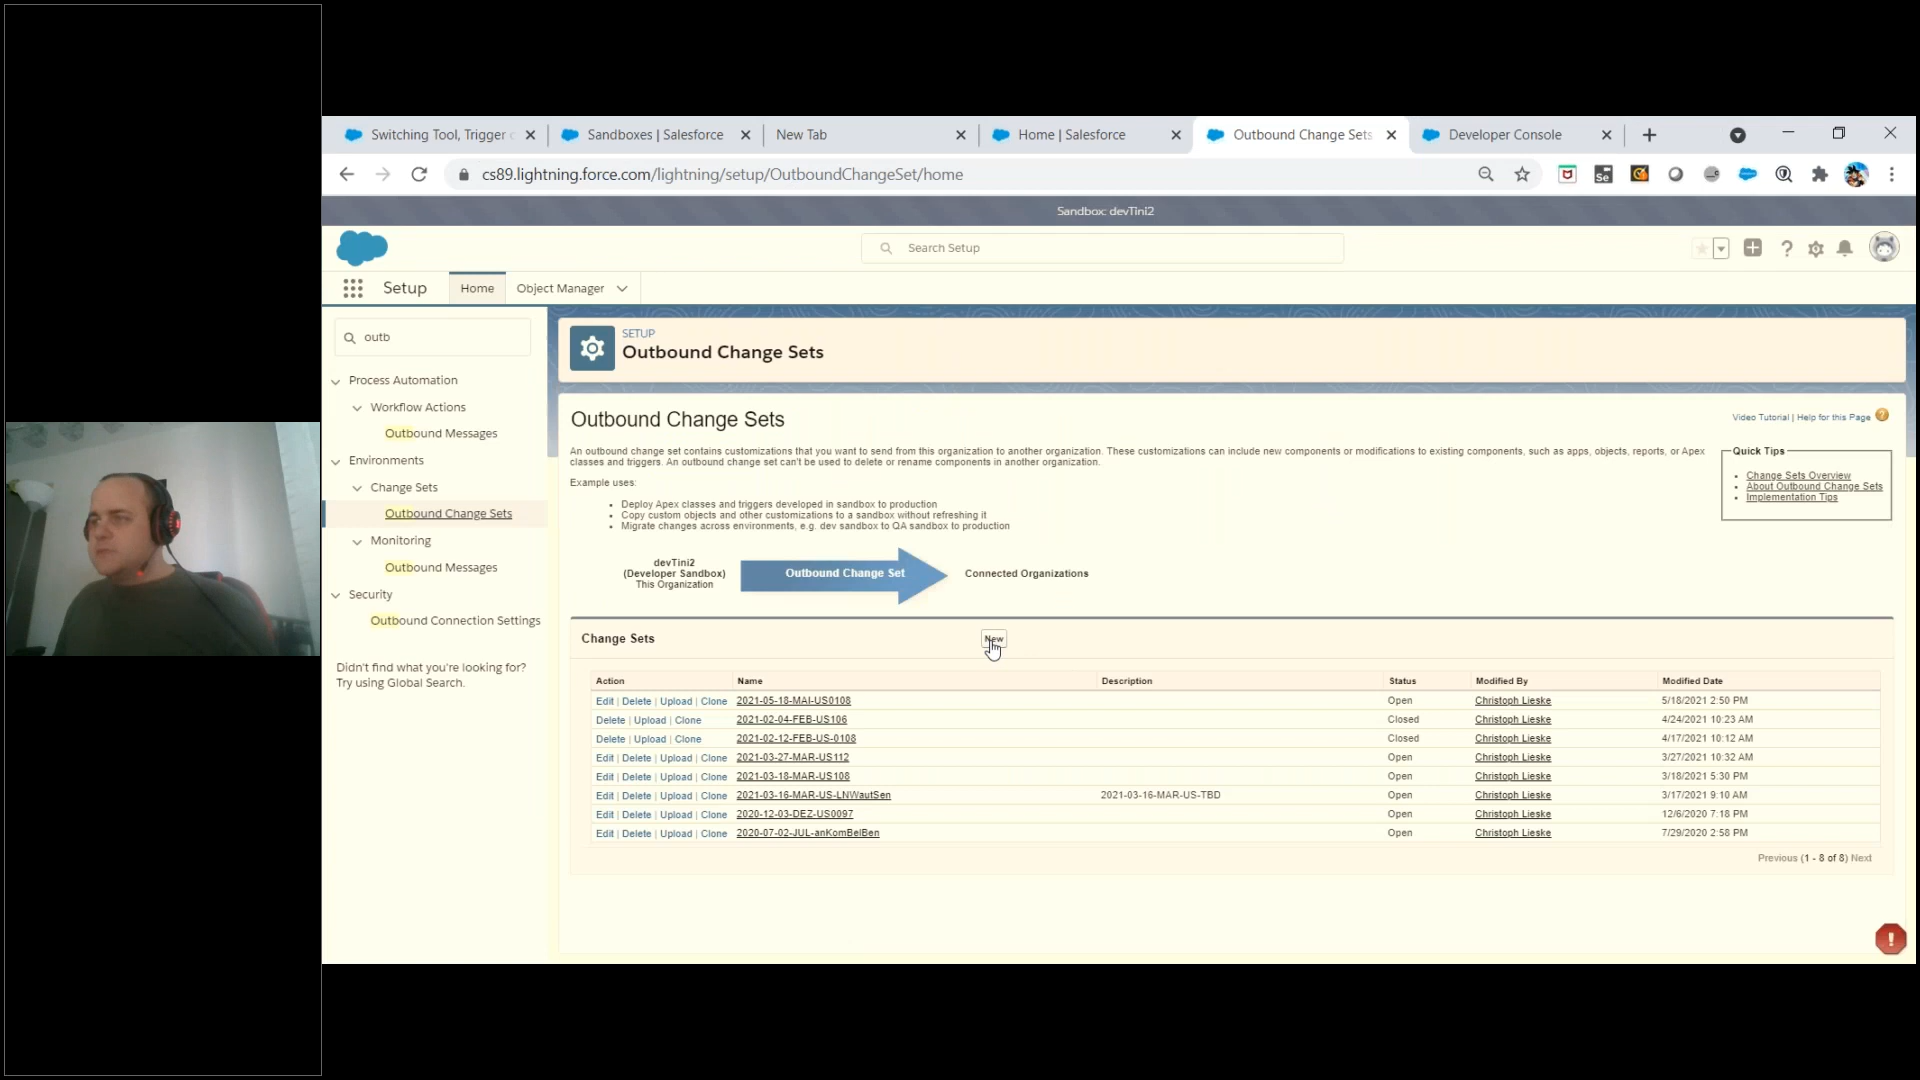 Switching Tool, Trigger
Sandboxes | Salesforce
New Tab
Home | Salesforce
Outbound Change Sets
Developer Console
cs89.lightning.force.com/lightning/setup/OutboundChangeSet/home
Se
Sandbox: devTini2
Search Setup
Setup
Home
Object Manager
outb
Process Automation
Workflow Actions
Outbound Messages
Environments
Change Sets
Outbound Change Sets
Monitoring
Outbound Messages
Security
Outbound Connection Settings
Didn't find what you're looking for?
Try using Global Search.
SETUP
Outbound Change Sets
Outbound Change Sets
Video Tutorial | Help for this Page
An outbound change set contains customizations that you want to send from this organization to another organization. These customizations can include new components or modifications to existing components, such as apps, objects, reports, or Apex
classes and triggers. An outbound change set can't be used to delete or rename components in another organization.
Quick Tips
Change Sets Overview
About Outbound Change Sets
Implementation Tips
Example uses:
Deploy Apex classes and triggers developed in sandbox to production
Copy custom objects and other customizations to a sandbox without refreshing it
Migrate changes across environments, e.g. dev sandbox to QA sandbox to production
devTini2
(Developer Sandbox)
This Organization
Outbound Change Set
Connected Organizations
Change Sets
New
Action Name Description Status Modified By Modified Date
Edit | Delete | Upload | Clone 2021-05-18-MAI-US0108 Open Christoph Lieske 5/18/2021 2:50 PM
Delete | Upload | Clone 2021-02-04-FEB-US106 Closed Christoph Lieske 4/24/2021 10:23 AM
Delete | Upload | Clone 2021-02-12-FEB-US-0108 Closed Christoph Lieske 4/17/2021 10:12 AM
Edit | Delete | Upload | Clone 2021-03-27-MAR-US112 Open Christoph Lieske 3/27/2021 10:32 AM
Edit | Delete | Upload | Clone 2021-03-18-MAR-US108 Open Christoph Lieske 3/18/2021 5:30 PM
Edit | Delete | Upload | Clone 2021-03-16-MAR-US-LNWautSen 2021-03-16-MAR-US-TBD Open Christoph Lieske 3/17/2021 9:10 AM
Edit | Delete | Upload | Clone 2020-12-03-DEZ-US0097 Open Christoph Lieske 12/6/2020 7:18 PM
Edit | Delete | Upload | Clone 2020-07-02-JUL-anKomBelBen Open Christoph Lieske 7/29/2020 2:58 PM
Previous (1 - 8 of 8) Next